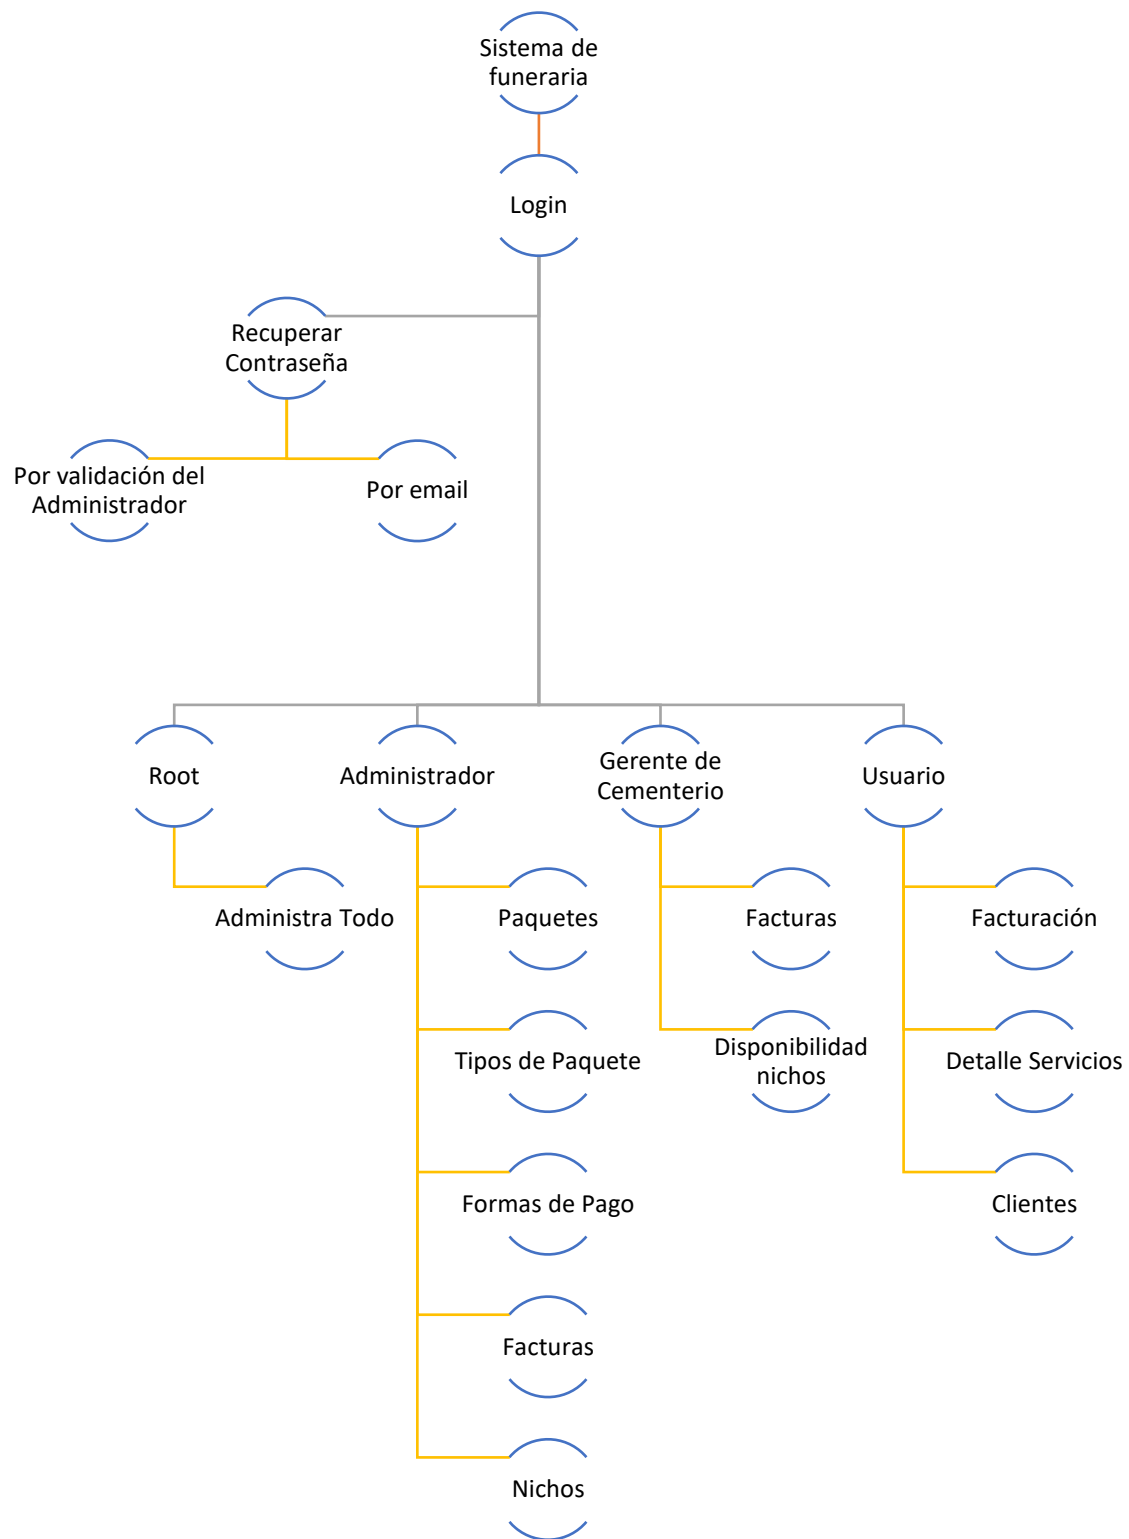 Sistema de
funeraria
Login
Recuperar
Contraseña
Por validación del
Administrador
Por email
Root
Administrador
Gerente de
Cementerio
Usuario
Administra Todo
Paquetes
Facturas
Facturación
Tipos de Paquete
Disponibilidad
nichos
Detalle Servicios
Formas de Pago
Clientes
Facturas
Nichos